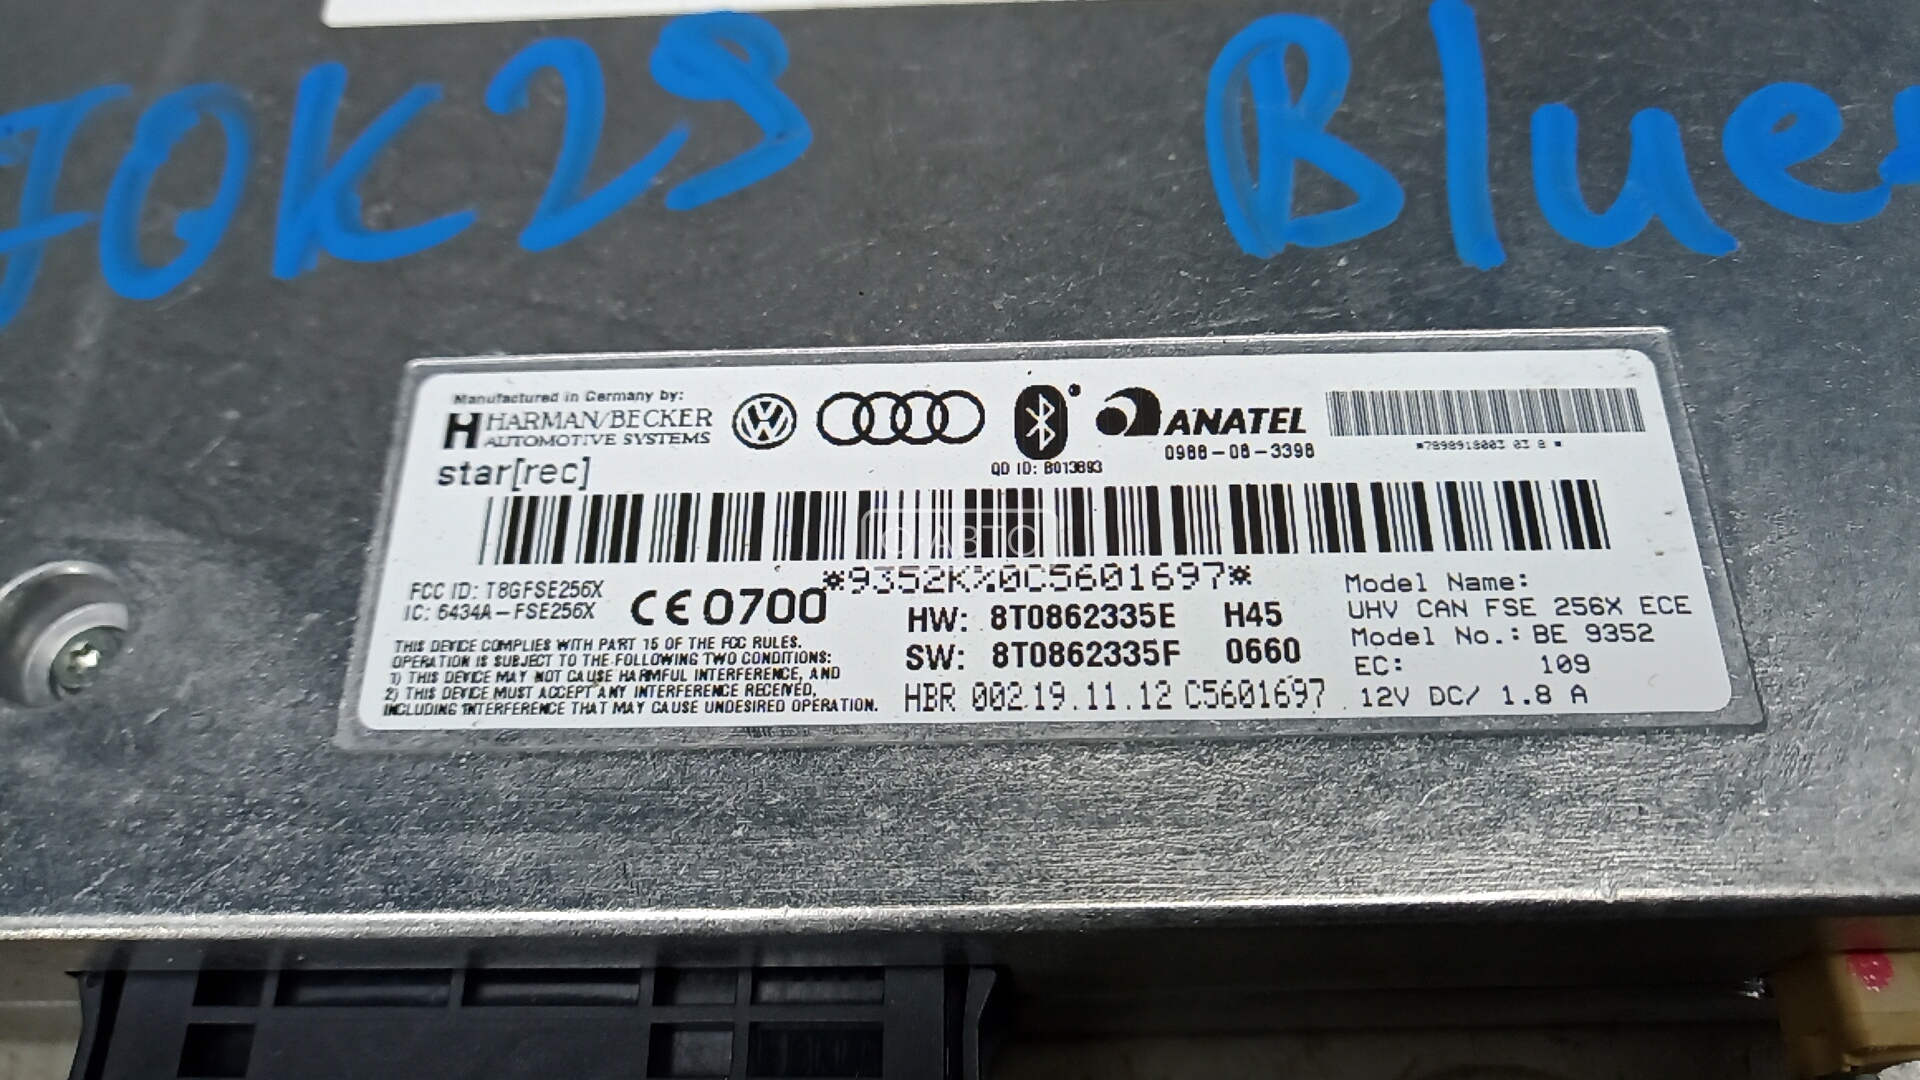 70K29 Blue
Manufactured in Germany by:
HARMAN/BECKER
AUTOMOTIVE SYSTEMS
star[rec]
QD ID: B013893
ANATEL
0988-08-3398
О·АВТО
*9352K%0C5601697*
FCC ID: T8GFSE256X
IC: 6434A-FSE256X
CE 0700
THIS DEVICE COMPLIES WITH PART 15 OF THE FCC RULES.
OPERATION IS SUBJECT TO THE FOLLOWING TWO CONDITIONS:
1) THIS DEVICE MAY NOT CAUSE HARMFUL INTERFERENCE, AND
2) THIS DEVICE MUST ACCEPT ANY INTERFERENCE RECEIVED,
INCLUDING INTERFERENCE THAT MAY CAUSE UNDESIRED OPERATION.
HW: 8T0862335E H45
SW: 8T0862335F 0660
HBR 002 19.11.12 C5601697
Model Name:
UHV CAN FSE 256X ECE
Model No.: BE 9352
EC: 109
12V DC/ 1.8 A